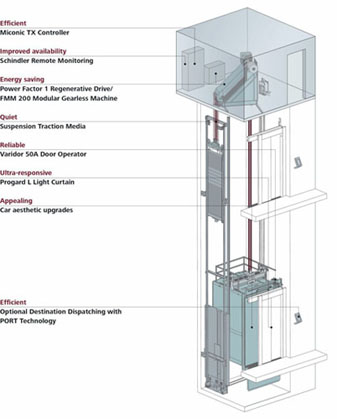 Efficient
Miconic TX Controller
Improved availability
Schindler Remote Monitoring
Energy saving
Power Factor 1 Regenerative Drive/
FMM 200 Modular Gearless Machine
Quiet
Suspension Traction Media
Reliable
Varidor 50A Door Operator
Ultra-responsive
Progard L Light Curtain
Appealing
Car aesthetic upgrades
Efficient
Optional Destination Dispatching with
PORT Technology